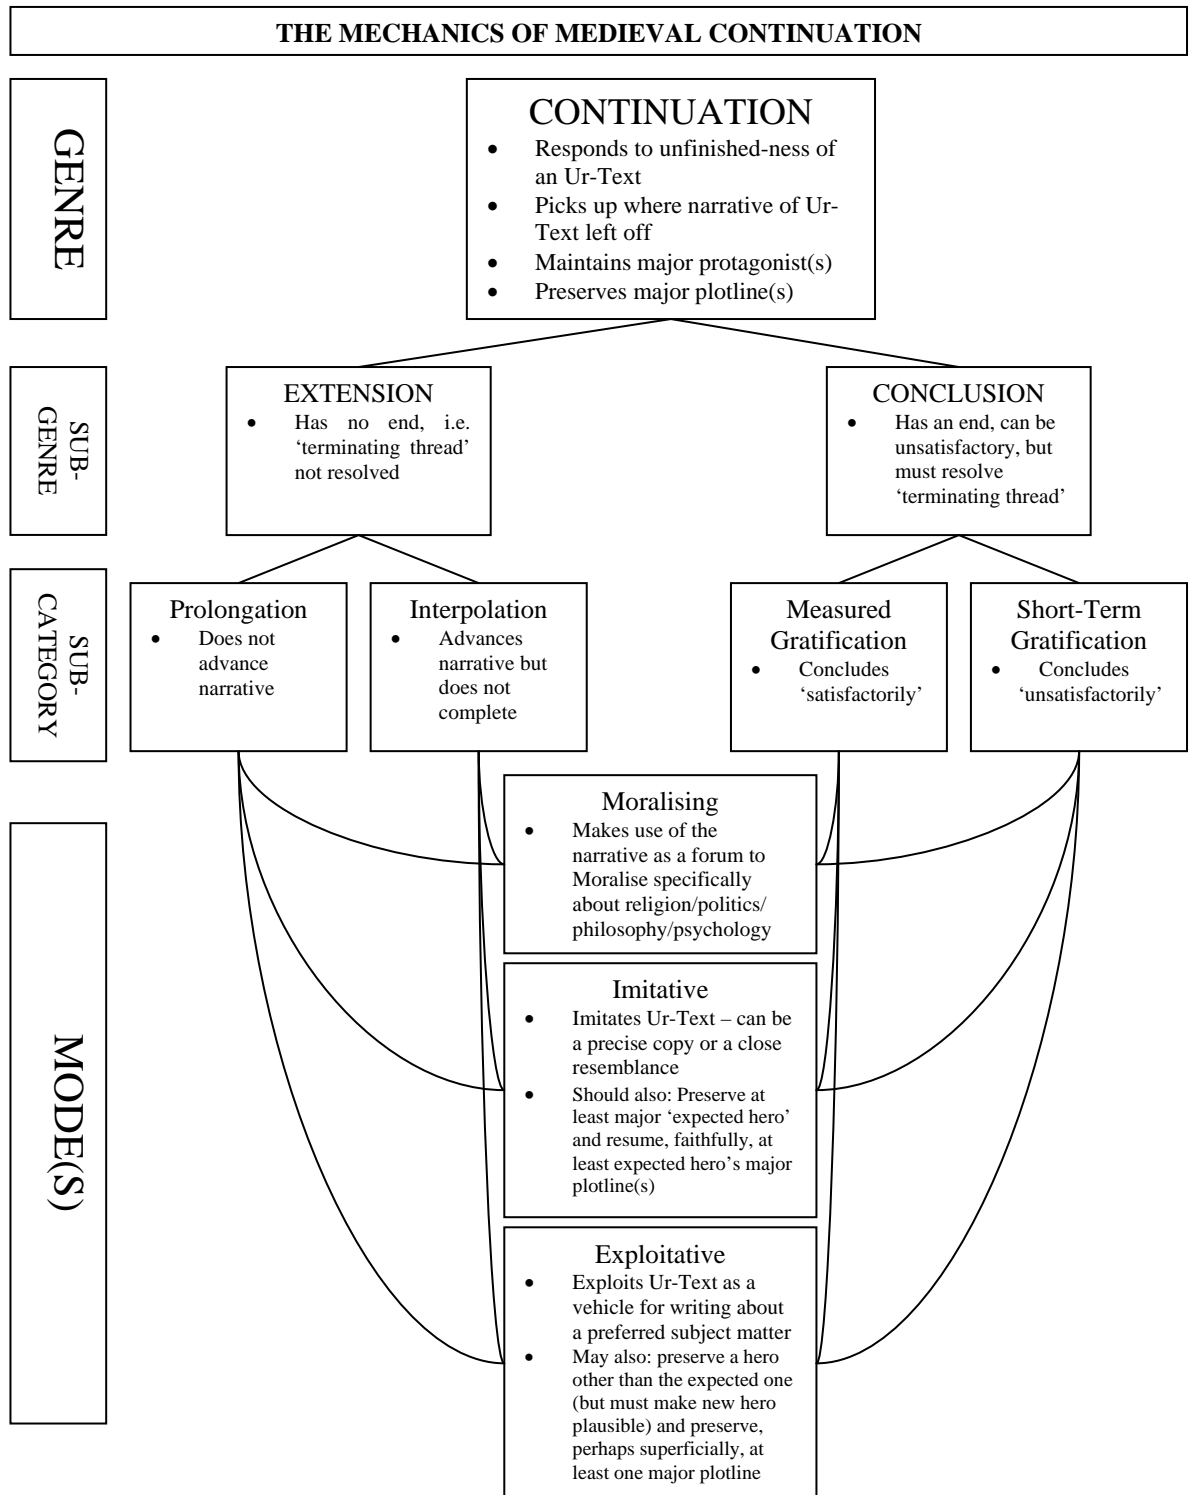 THE MECHANICS OF MEDIEVAL CONTINUATION
GENRE
CONTINUATION
• Responds to unfinished-ness of
an Ur-Text
• Picks up where narrative of Ur-
Text left off
• Maintains major protagonist(s)
• Preserves major plotline(s)
SUB-
GENRE
EXTENSION
• Has no end, i.e.
‘terminating thread’
not resolved
CONCLUSION
• Has an end, can be
unsatisfactory, but
must resolve
‘terminating thread’
SUB-
CATEGORY
Prolongation
• Does not
advance
narrative
Interpolation
• Advances
narrative but
does not
complete
Measured
Gratification
• Concludes
‘satisfactorily’
Short-Term
Gratification
• Concludes
‘unsatisfactorily’
MODE(S)
Moralising
• Makes use of the
narrative as a forum to
Moralise specifically
about religion/politics/
philosophy/psychology
Imitative
• Imitates Ur-Text – can be
a precise copy or a close
resemblance
• Should also: Preserve at
least major ‘expected hero’
and resume, faithfully, at
least expected hero’s major
plotline(s)
Exploitative
• Exploits Ur-Text as a
vehicle for writing about
a preferred subject matter
• May also: preserve a hero
other than the expected one
(but must make new hero
plausible) and preserve,
perhaps superficially, at
least one major plotline